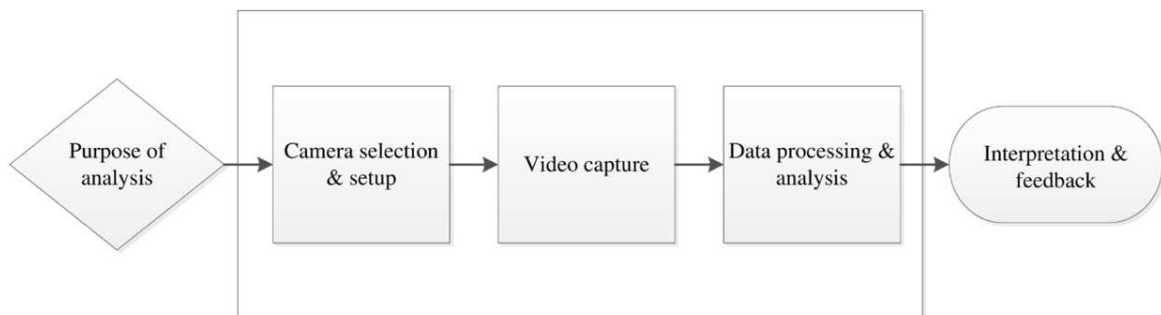 Purpose of
analysis
Camera selection
& setup
Video capture
Data processing &
analysis
Interpretation &
feedback